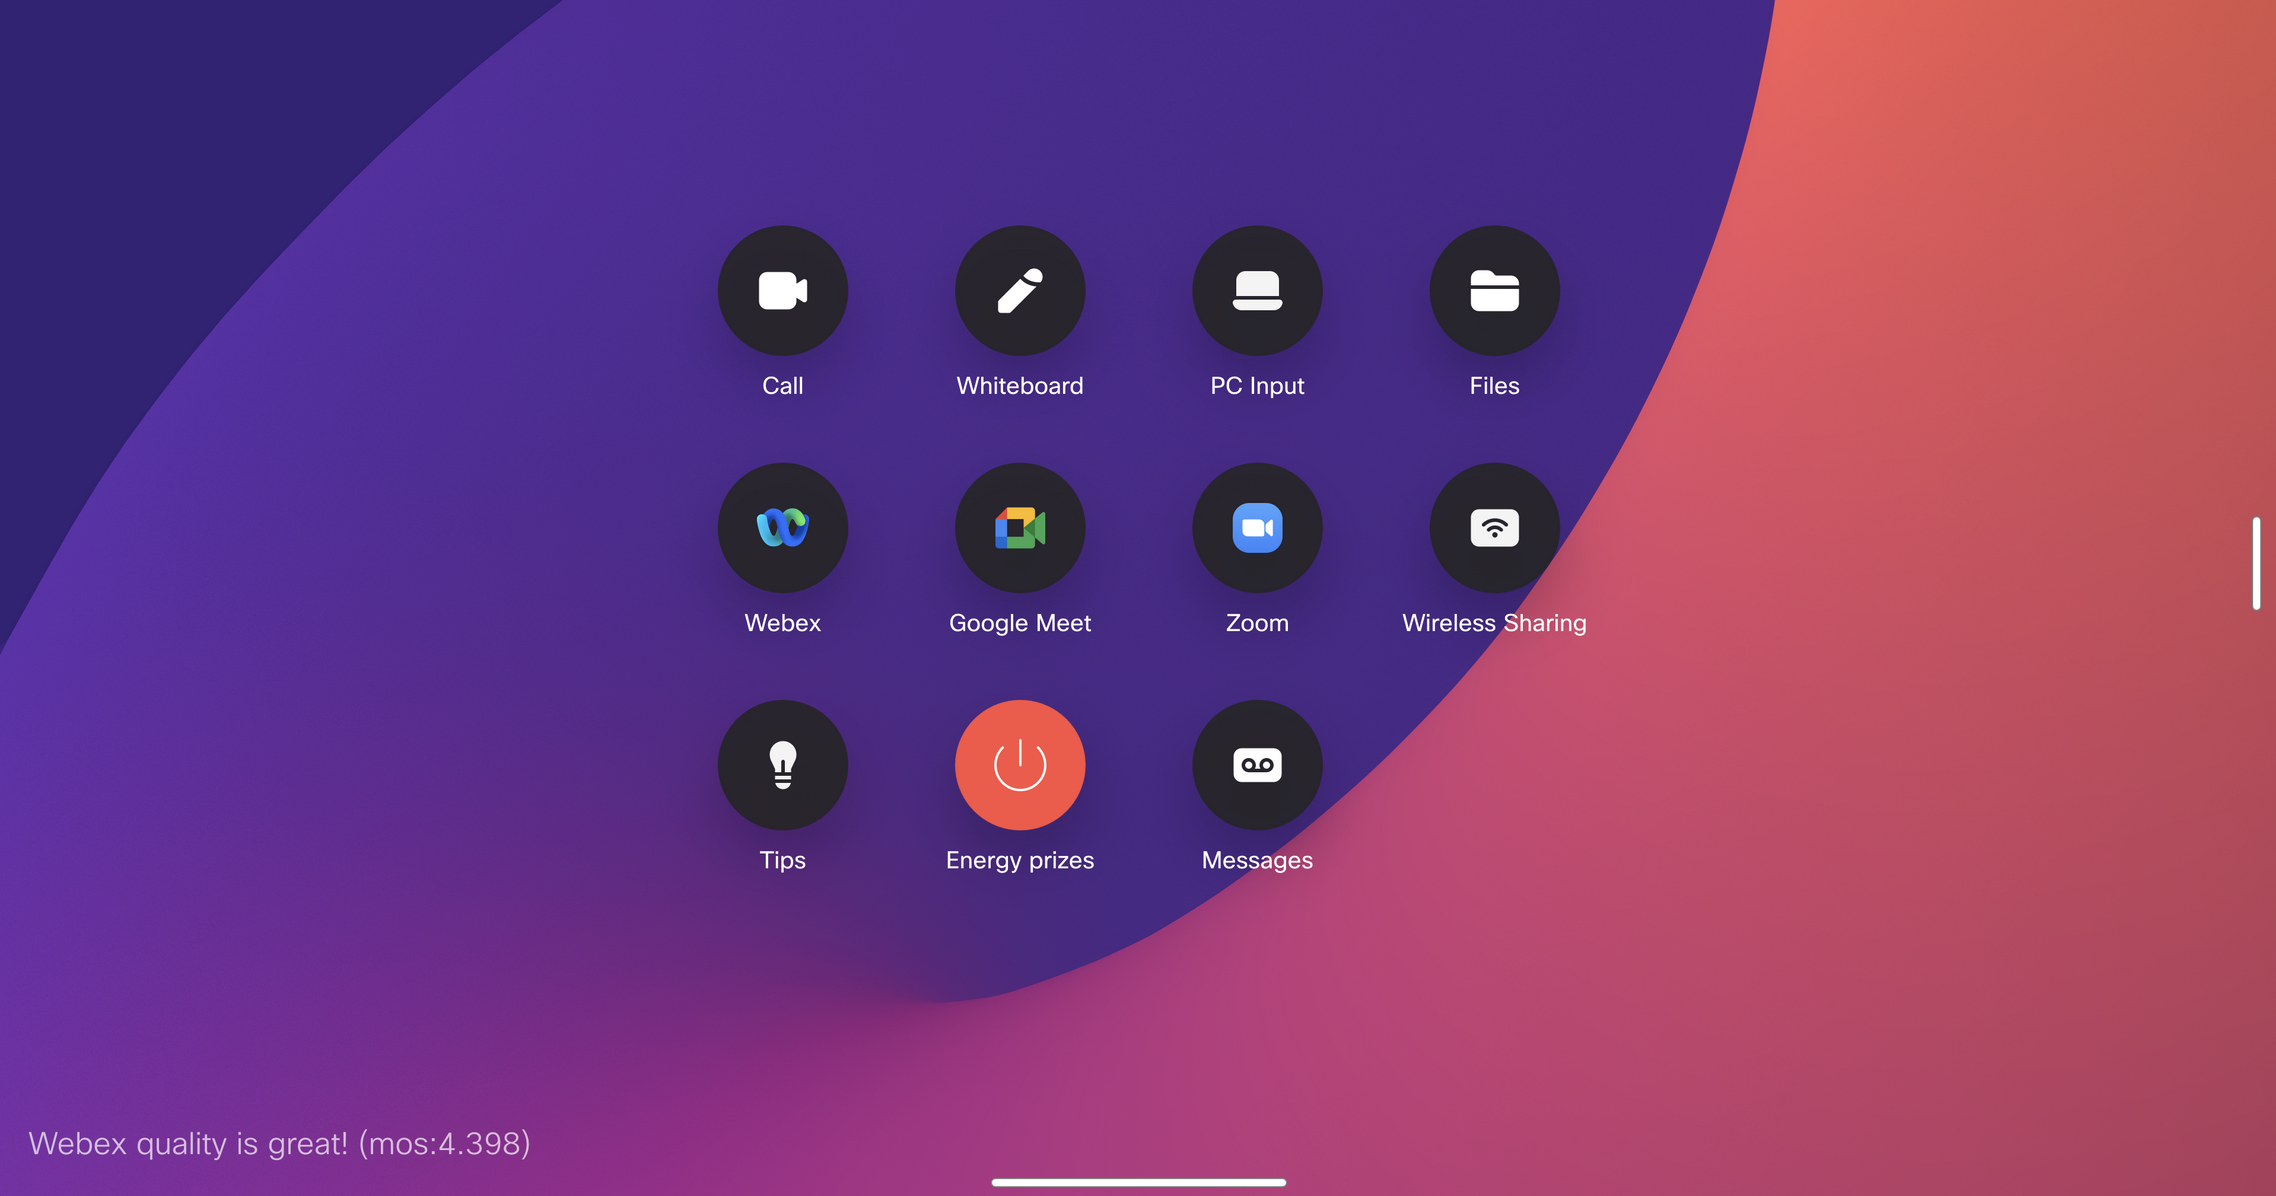 Call
Whiteboard
PC Input
Files
Webex
Google Meet
Zoom
Wireless Sharing
Tips
Energy prizes
Messages
Webex quality is great! (mos:4.398)